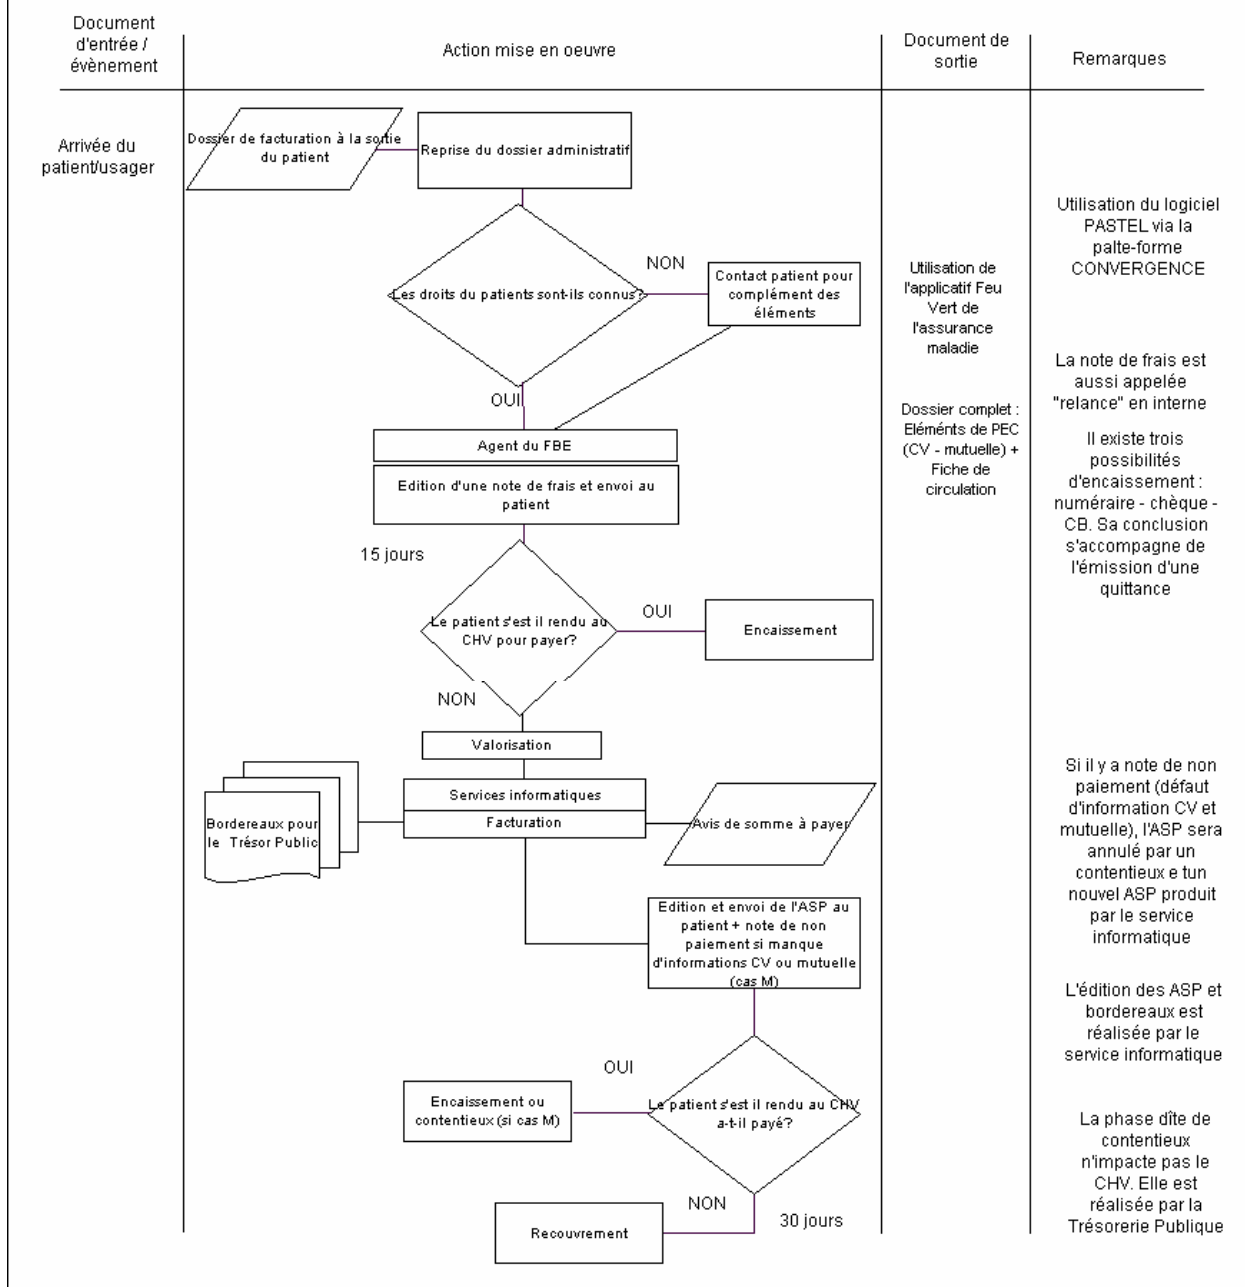 Document
d'entrée /
évènement
Action mise en oeuvre
Document de
sortie
Remarques
Arrivée du
patient/usager
Dossier de facturation à la sortie
du patient
Reprise du dossier administratif
Les droits du patients sont-ils connus?
NON
Contact patient pour
complément des
éléments
OUI
Agent du FBE
Edition d'une note de frais et envoi au
patient
15 jours
Le patient s'est il rendu au
CHV pour payer?
OUI
Encaissement
NON
Valorisation
Services informatiques
Facturation
Bordereaux pour
le Trésor Public
Avis de somme à payer
Edition et envoi de l'ASP au
patient + note de non
paiement si manque
d'informations CV ou mutuelle
(cas M)
OUI
Encaissement ou
contentieux (si cas M)
Le patient s'est il rendu au CHV
a-t-il payé?
NON
30 jours
Recouvrement
Utilisation de
l'applicatif Feu
Vert de
l'assurance
maladie
Dossier complet :
Eléménts de PEC
(CV - mutuelle) +
Fiche de
circulation
Utilisation du logiciel
PASTEL via la
palte-forme
CONVERGENCE
La note de frais est
aussi appelée
"relance" en interne
Il existe trois
possibilités
d'encaissement :
numéraire - chèque -
CB. Sa conclusion
s'accompagne de
l'émission d'une
quittance
Si il y a note de non
paiement (défaut
d'information CV et
mutuelle), l'ASP sera
annulé par un
contentieux e tun
nouvel ASP produit
par le service
informatique
L'édition des ASP et
bordereaux est
réalisée par le
service informatique
La phase dîte de
contentieux
n'impacte pas le
CHV. Elle est
réalisée par la
Trésorerie Publique